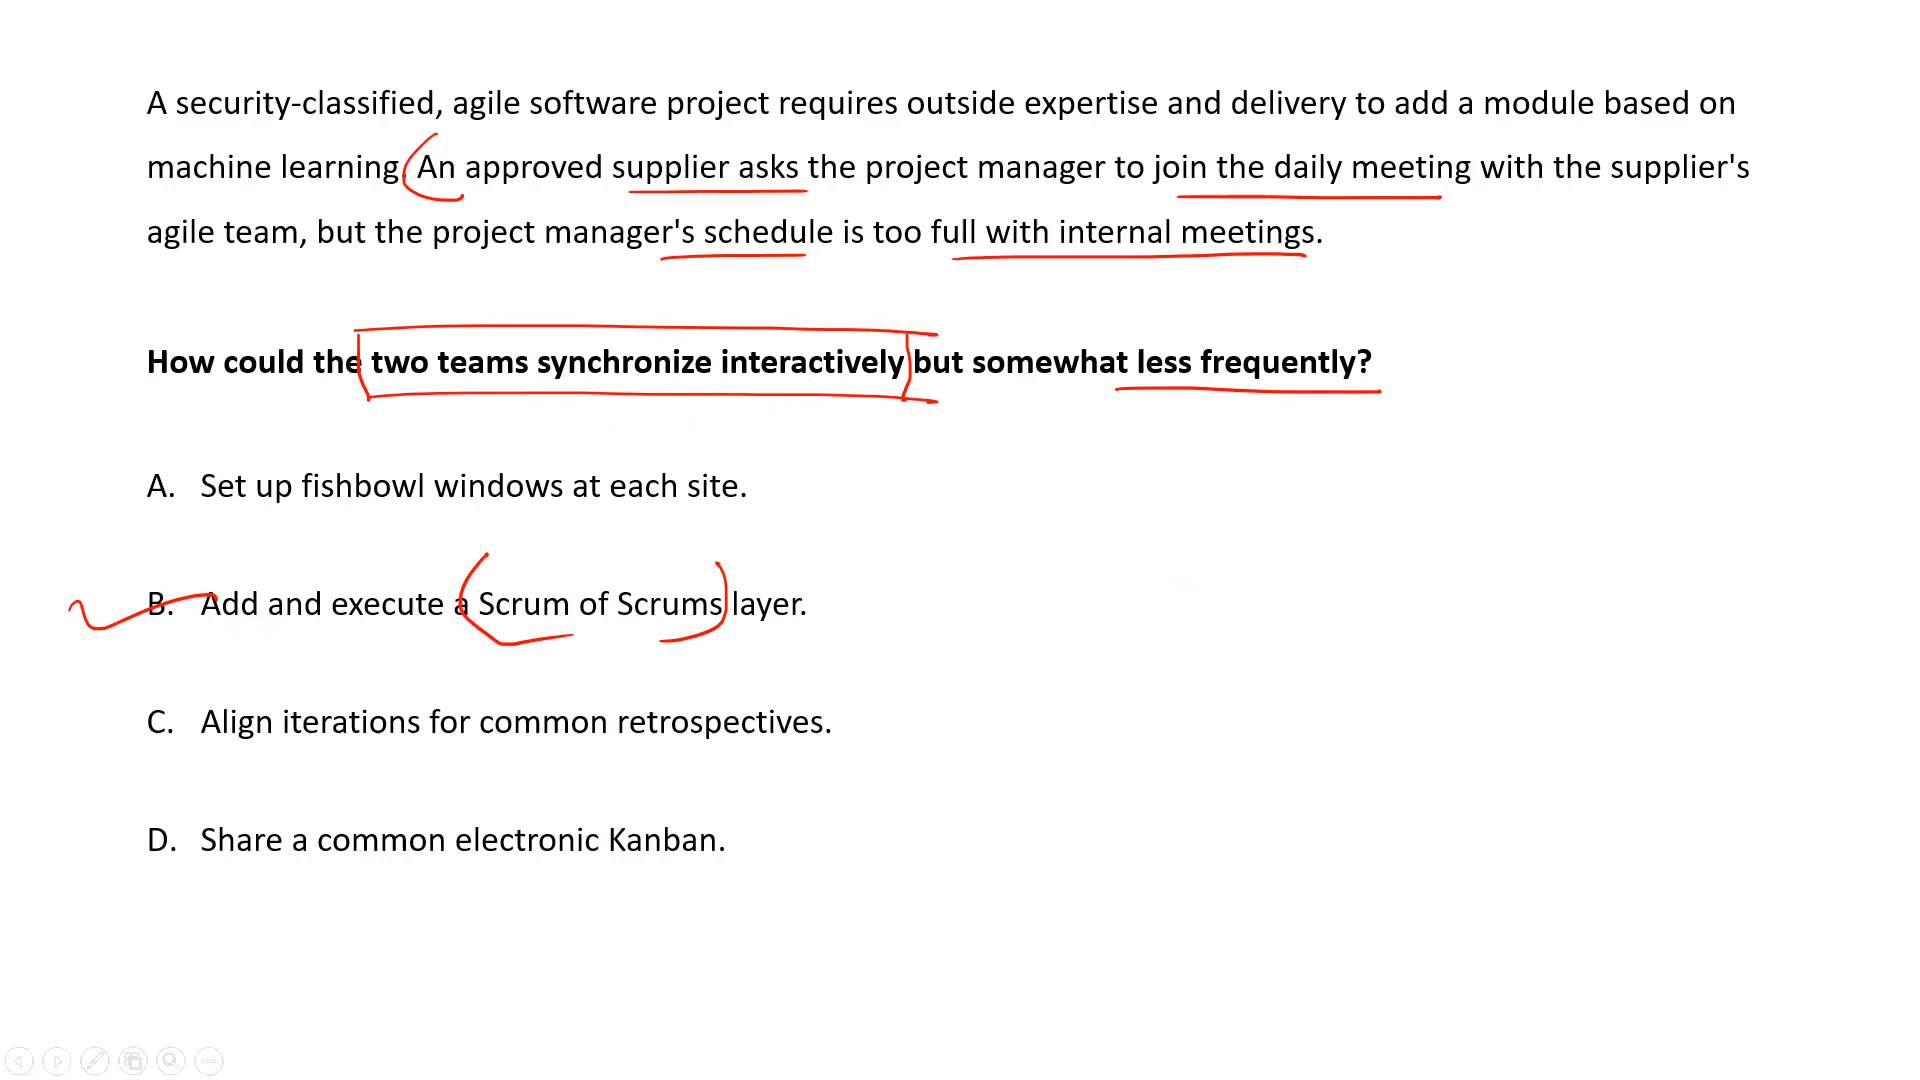 A security-classified, agile software project requires outside expertise and delivery to add a module based on
machine learning. An approved supplier asks the project manager to join the daily meeting with the supplier's
agile team, but the project manager's schedule is too full with internal meetings.
How could the two teams synchronize interactively but somewhat less frequently?
A. Set up fishbowl windows at each site.
B. Add and execute a Scrum of Scrums layer.
C. Align iterations for common retrospectives.
D. Share a common electronic Kanban.